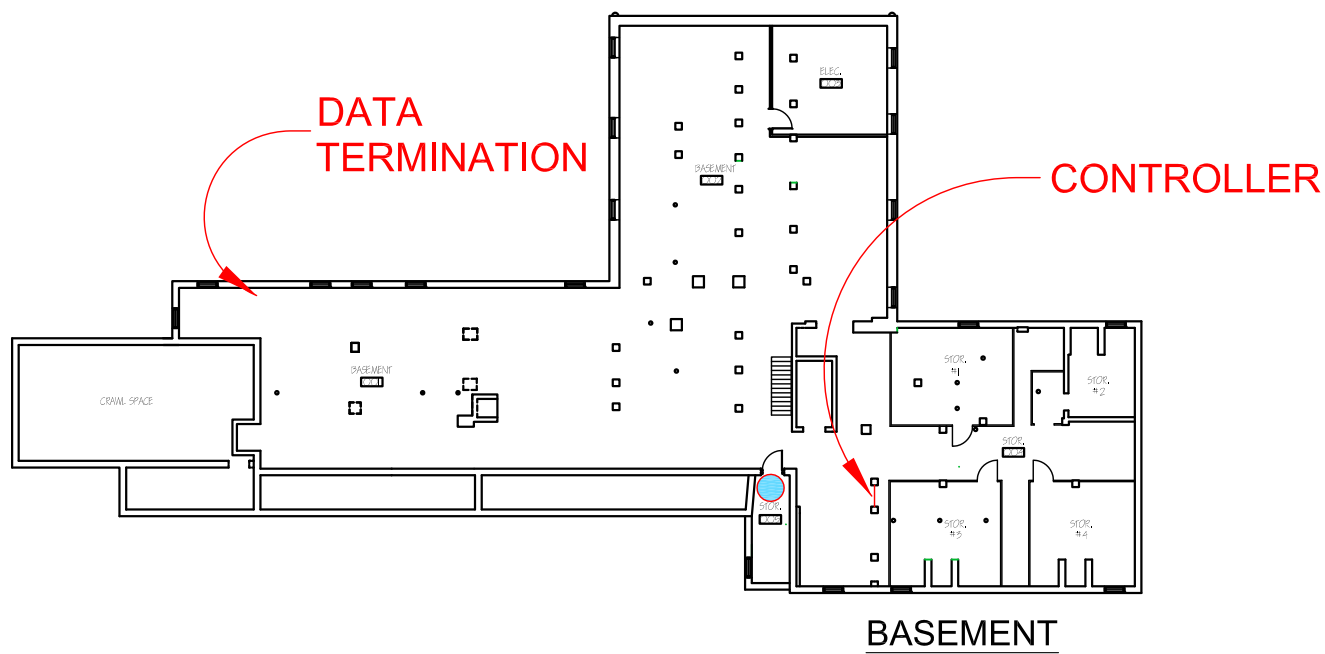 DATA
TERMINATION
CONTROLLER
ELEC.
BASEMENT
BASEMENT
CRAWL SPACE
STOR.
#1
STOR.
#2
STOR.
STOR.
STOR.
#3
STOR.
#4
BASEMENT